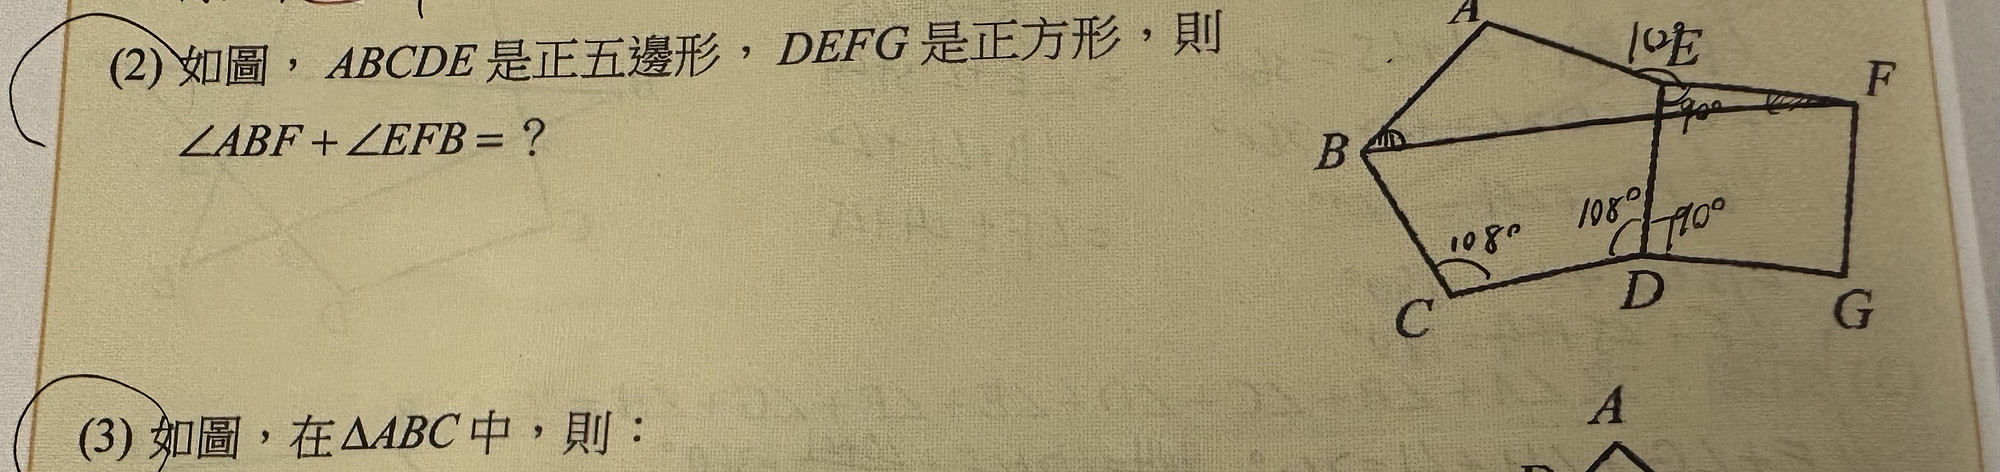 (2) 如圖，ABCDE 是正五邊形，DEFG 是正方形，則
∠ABF + ∠EFB = ？
A
E
F
90°
B
108°
90°
108°
D
C
G
(3) 如圖，在 ΔABC 中，則：
A